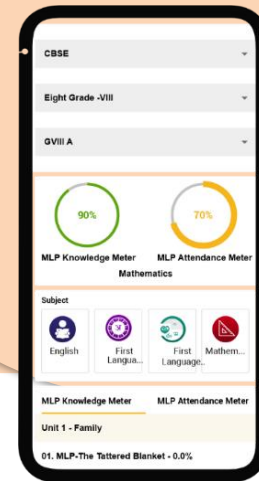 CBSE
Eight Grade -VIII
GVIII A
90% 70%
MLP Knowledge Meter MLP Attendance Meter
Mathematics
Subject
English First Langua... First Language.. Mathem...
MLP Knowledge Meter MLP Attendance Meter
Unit 1 - Family
01. MLP-The Tattered Blanket - 0.0%